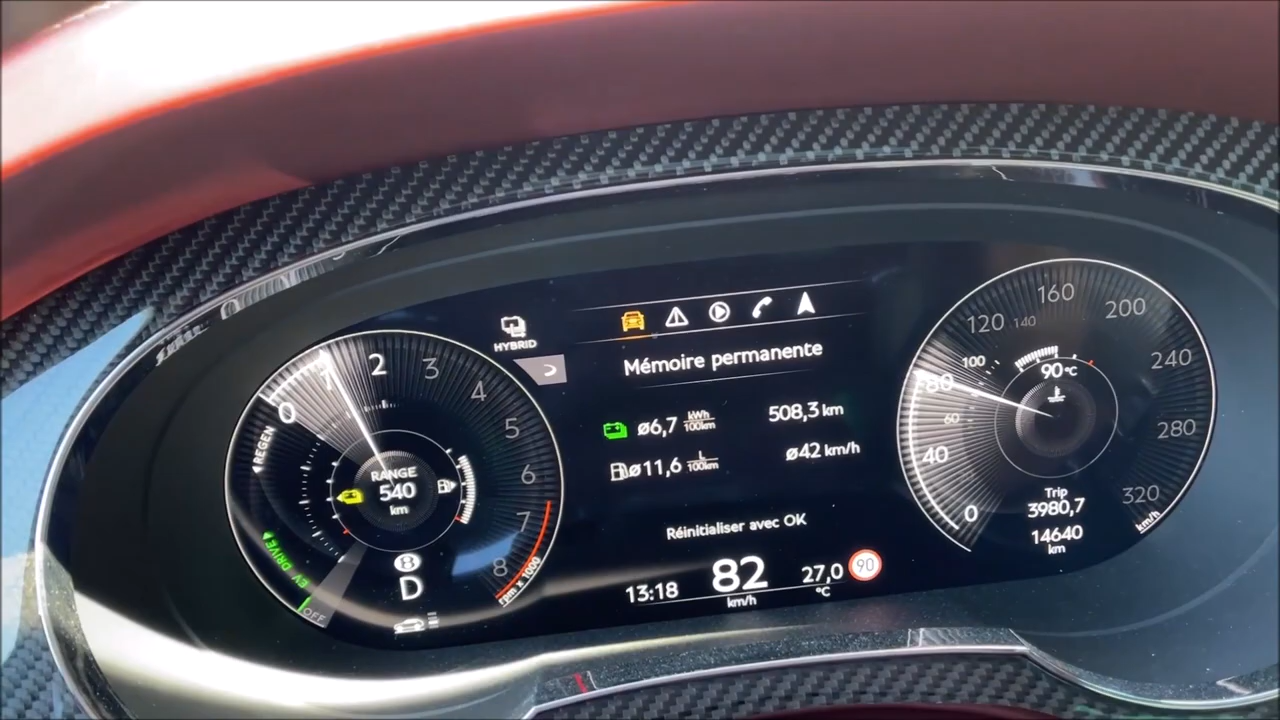 HYBRID
0
1
2
3
4
5
6
7
8
rpm x 1000
REGEN
EV DRIVE
OFF
RANGE
540
km
D
Mémoire permanente
ø6,7 kWh/100km 508,3 km
ø11,6 L/100km ø42 km/h
Réinitialiser avec OK
13:18 82 km/h 27,0 °C 90
0
40
60
80
100
120
140
160
200
240
280
320
km/h
90 °C
Trip
3980,7
14640
km